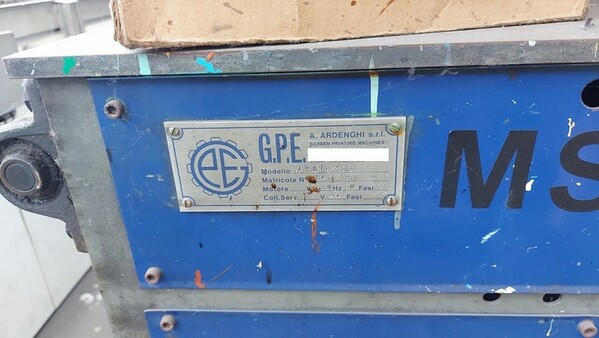 G.P.E. A. ARDENGHI s.r.l.
SCREEN PRINTING MACHINES
Modello
Matricola N°
Motore V Hz Fasi
Coll.Serv. V Fasi
MS